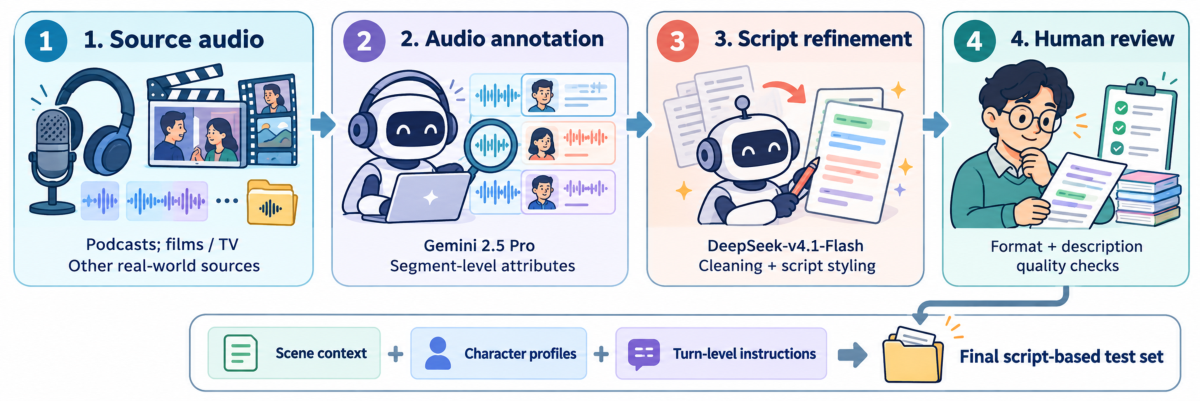 1
1. Source audio
Podcasts; films / TV
Other real-world sources
2
2. Audio annotation
Gemini 2.5 Pro
Segment-level attributes
3
3. Script refinement
DeepSeek-v4.1-Flash
Cleaning + script styling
4
4. Human review
Format + description
quality checks
Scene context
+
Character profiles
+
Turn-level instructions
Final script-based test set